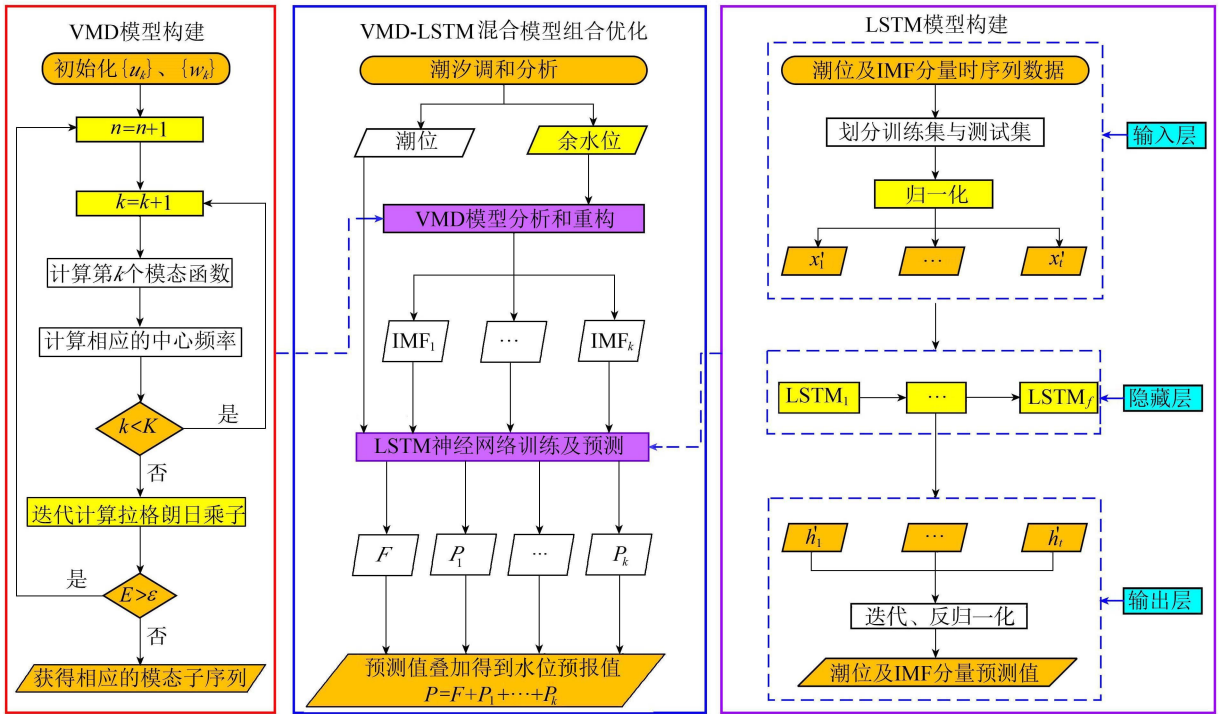 VMD模型构建
初始化{uₖ}、{wₖ}
n=n+1
k=k+1
计算第k个模态函数
计算相应的中心频率
k<K
是
否
迭代计算拉格朗日乘子
是
E>ε
否
获得相应的模态子序列
VMD-LSTM混合模型组合优化
潮汐调和分析
潮位
余水位
VMD模型分析和重构
IMF₁
…
IMFₖ
LSTM神经网络训练及预测
F
P₁
…
Pₖ
预测值叠加得到水位预报值
P=F+P₁+…+Pₖ
LSTM模型构建
潮位及IMF分量时序列数据
划分训练集与测试集
输入层
归一化
x₁'
…
xₜ'
LSTM₁
…
LSTM_f
隐藏层
h₁'
…
hₜ'
迭代、反归一化
输出层
潮位及IMF分量预测值